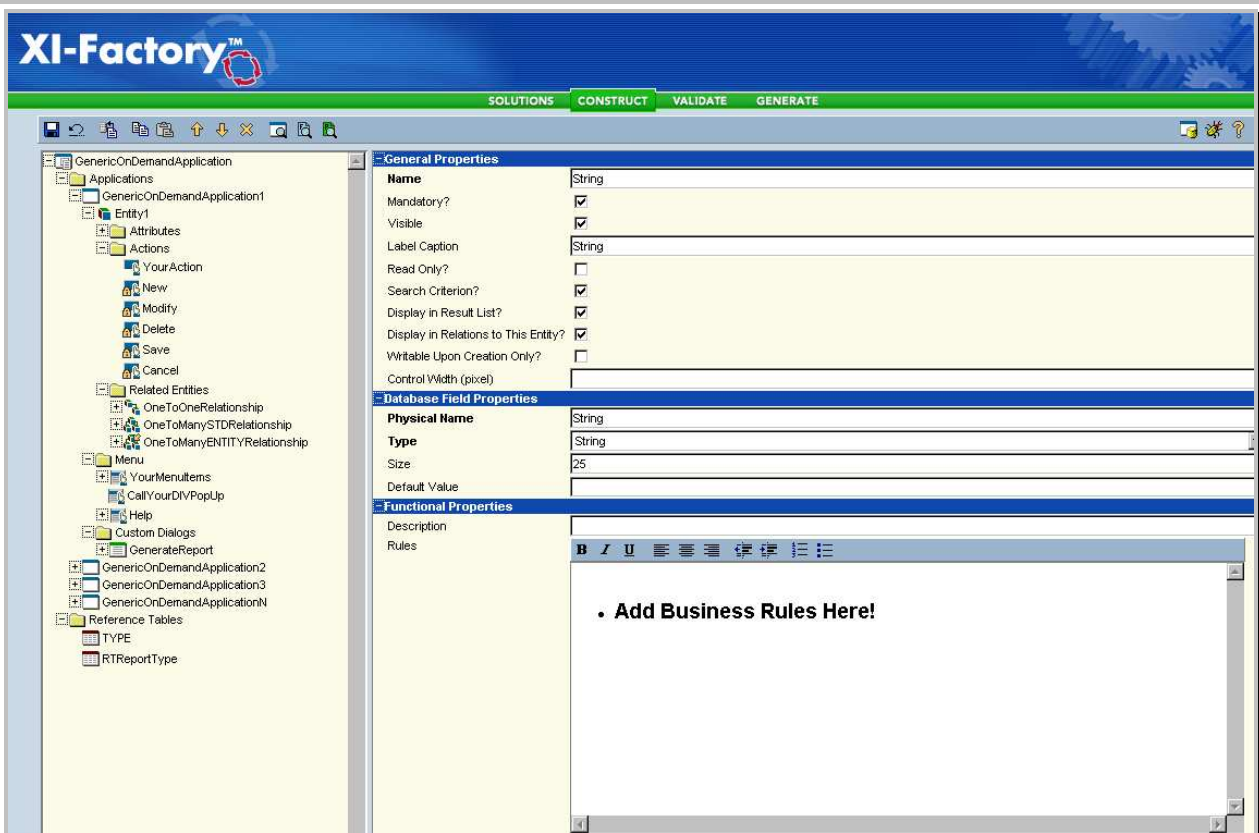 XI-Factory™
SOLUTIONS CONSTRUCT VALIDATE GENERATE
GenericOnDemandApplication
Applications
GenericOnDemandApplication1
Entity1
Attributes
Actions
YourAction
New
Modify
Delete
Save
Cancel
Related Entities
OneToOneRelationship
OneToManySTDRelationship
OneToManyENTITYRelationship
Menu
YourMenuItems
CallYourDIVPopUp
Help
Custom Dialogs
GenerateReport
GenericOnDemandApplication2
GenericOnDemandApplication3
GenericOnDemandApplicationN
Reference Tables
TYPE
RTReportType
General Properties
Name String
Mandatory?
Visible
Label Caption String
Read Only?
Search Criterion?
Display in Result List?
Display in Relations to This Entity?
Writable Upon Creation Only?
Control Width (pixel)
Database Field Properties
Physical Name String
Type String
Size 25
Default Value
Functional Properties
Description
Rules
B I U
• Add Business Rules Here!